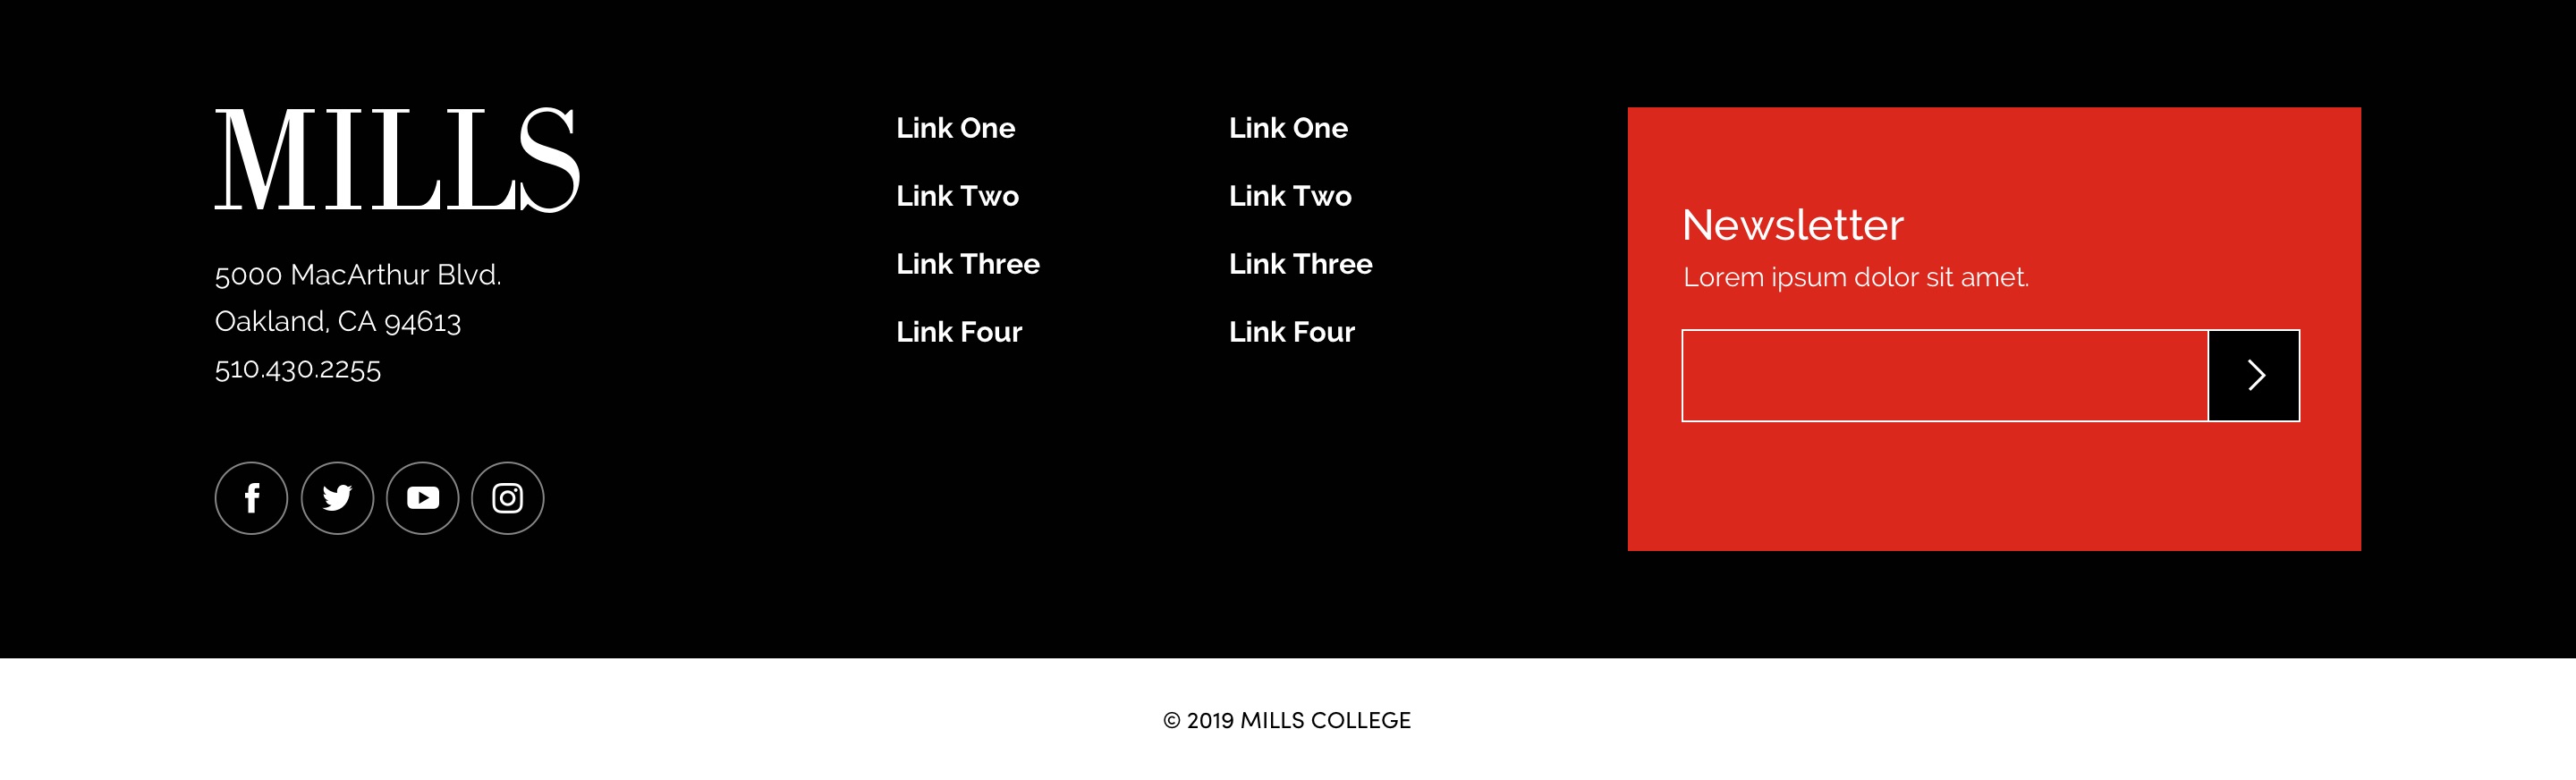 MILLS
5000 MacArthur Blvd.
Oakland, CA 94613
510.430.2255
Link One
Link Two
Link Three
Link Four
Link One
Link Two
Link Three
Link Four
Newsletter
Lorem ipsum dolor sit amet.
© 2019 MILLS COLLEGE